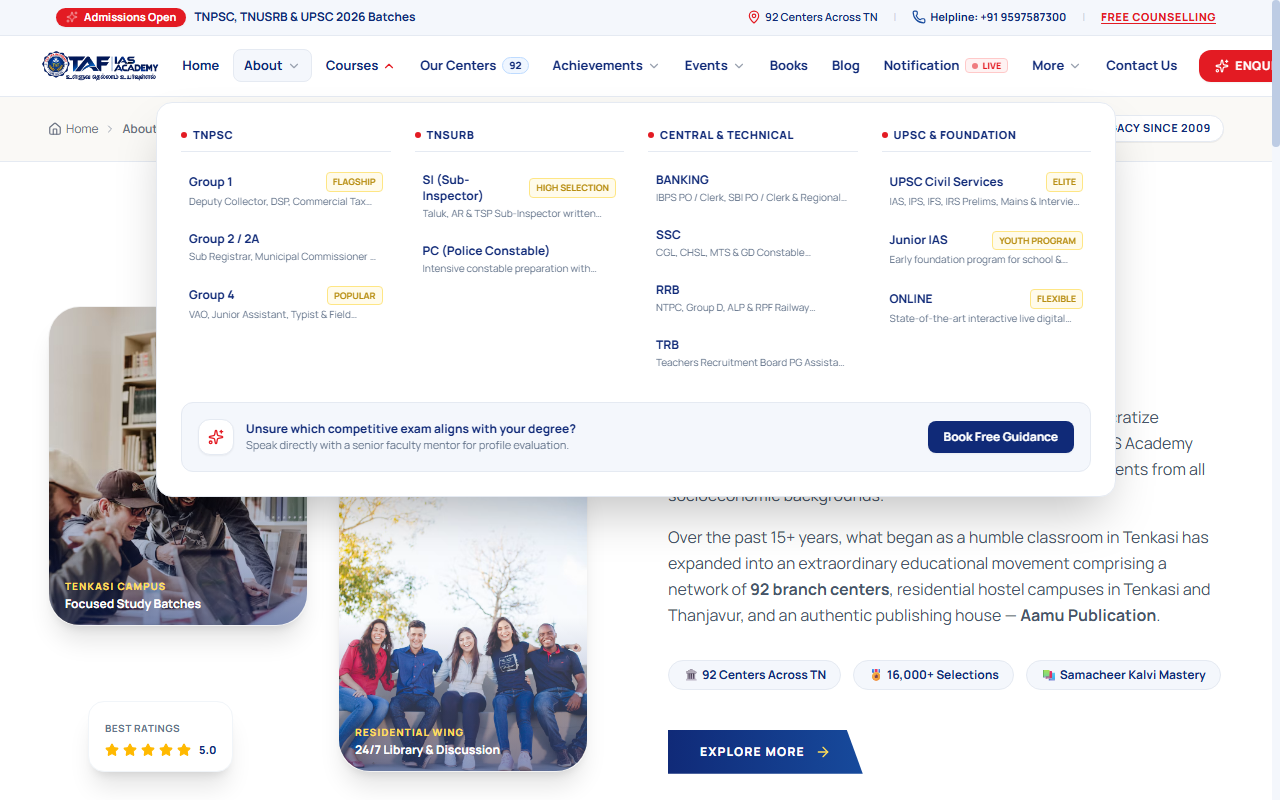 Admissions Open TNPSC, TNUSRB & UPSC 2026 Batches 92 Centers Across TN Helpline: +91 9597587300 FREE COUNSELLING
TAF IAS ACADEMY
Home About Courses Our Centers 92 Achievements Events Books Blog Notification LIVE More Contact Us ENQU
Home > About
ACY SINCE 2009
TNPSC
Group 1 FLAGSHIP
Deputy Collector, DSP, Commercial Tax...
Group 2 / 2A
Sub Registrar, Municipal Commissioner ...
Group 4 POPULAR
VAO, Junior Assistant, Typist & Field...
TNSURB
SI (Sub-
Inspector) HIGH SELECTION
Taluk, AR & TSP Sub-Inspector written...
PC (Police Constable)
Intensive constable preparation with...
CENTRAL & TECHNICAL
BANKING
IBPS PO / Clerk, SBI PO / Clerk & Regional...
SSC
CGL, CHSL, MTS & GD Constable...
RRB
NTPC, Group D, ALP & RPF Railway...
TRB
Teachers Recruitment Board PG Assista...
UPSC & FOUNDATION
UPSC Civil Services ELITE
IAS, IPS, IFS, IRS Prelims, Mains & Intervie...
Junior IAS YOUTH PROGRAM
Early foundation program for school &...
ONLINE FLEXIBLE
State-of-the-art interactive live digital...
Unsure which competitive exam aligns with your degree?
Speak directly with a senior faculty mentor for profile evaluation.
Book Free Guidance
cratize
S Academy
ents from all
socioeconomic backgrounds.
Over the past 15+ years, what began as a humble classroom in Tenkasi has
expanded into an extraordinary educational movement comprising a
network of 92 branch centers, residential hostel campuses in Tenkasi and
Thanjavur, and an authentic publishing house — Aamu Publication.
92 Centers Across TN 16,000+ Selections Samacheer Kalvi Mastery
EXPLORE MORE
TENKASI CAMPUS
Focused Study Batches
RESIDENTIAL WING
24/7 Library & Discussion
BEST RATINGS
5.0